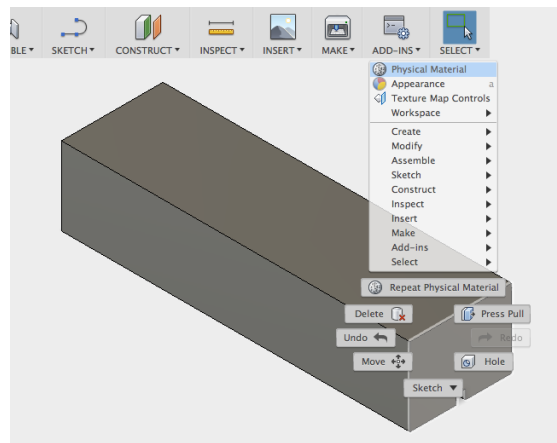 BLE▼ SKETCH▼ CONSTRUCT▼ INSPECT▼ INSERT▼ MAKE▼ ADD-INS▼ SELECT▼
Physical Material
Appearance a
Texture Map Controls
Workspace
Create
Modify
Assemble
Sketch
Construct
Inspect
Insert
Make
Add-ins
Select
Repeat Physical Material
Delete Press Pull
Undo Redo
Move Hole
Sketch ▼